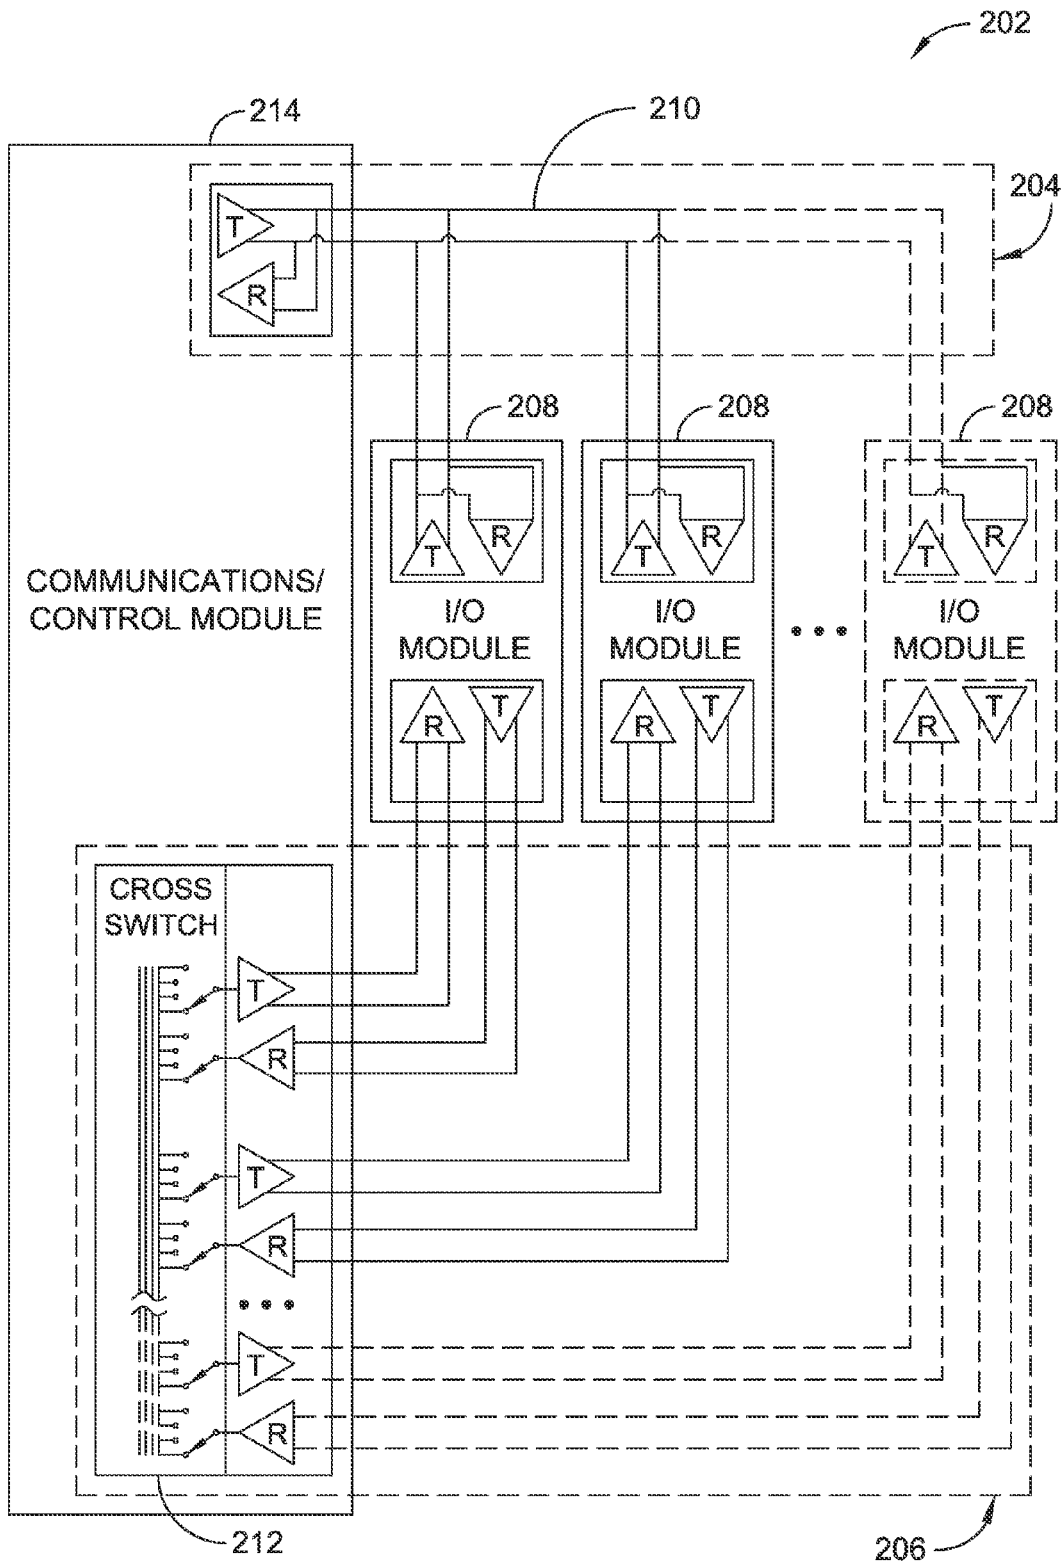 202
214
210
204
T
R
208
208
208
T
R
T
R
T
R
COMMUNICATIONS/
CONTROL MODULE
I/O
MODULE
I/O
MODULE
I/O
MODULE
R
T
R
T
R
T
CROSS
SWITCH
T
R
T
R
T
R
212
206